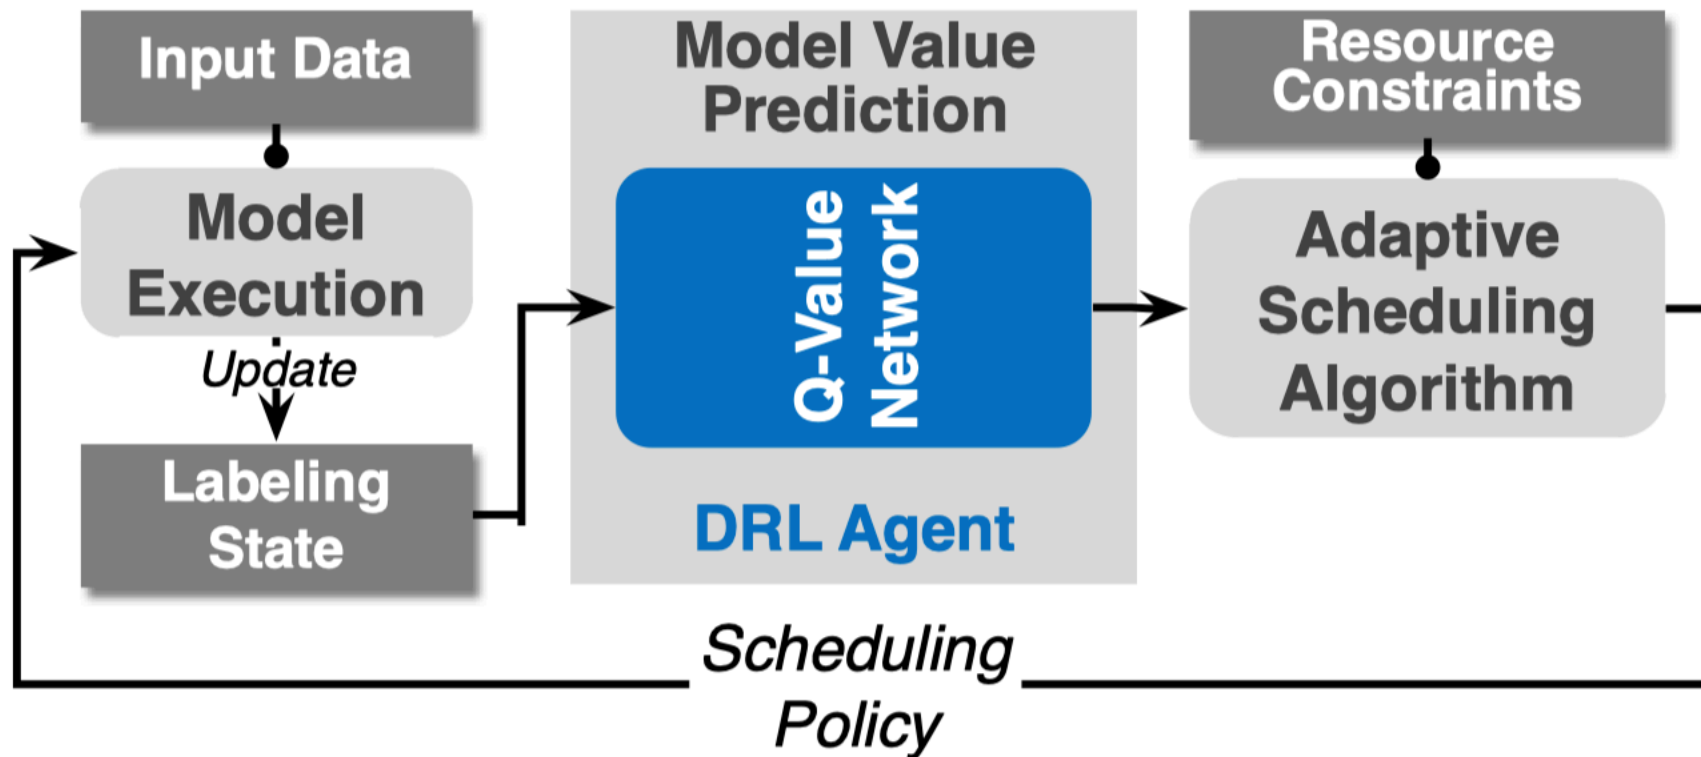 Input Data
Model
Execution
Update
Labeling
State
Model Value
Prediction
Q-Value
Network
DRL Agent
Resource
Constraints
Adaptive
Scheduling
Algorithm
Scheduling
Policy